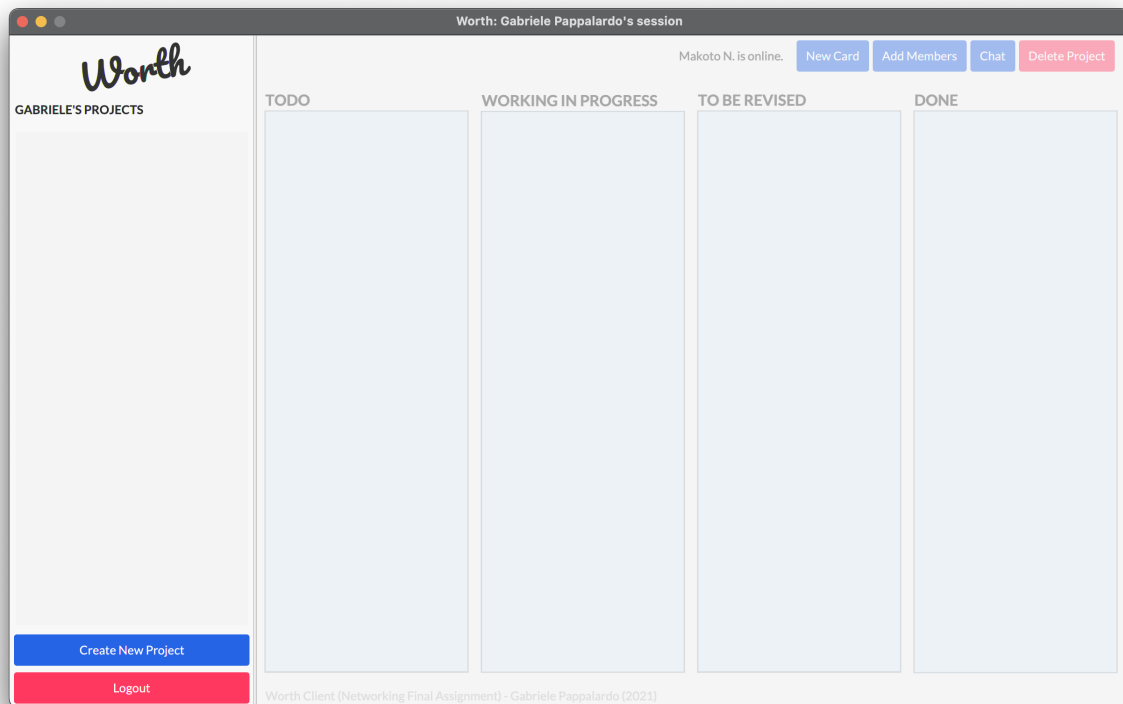 Worth: Gabriele Pappalardo's session
Worth
GABRIELE'S PROJECTS
Makoto N. is online.
New Card
Add Members
Chat
Delete Project
TODO
WORKING IN PROGRESS
TO BE REVISED
DONE
Create New Project
Logout
Worth Client (Networking Final Assignment) - Gabriele Pappalardo (2021)